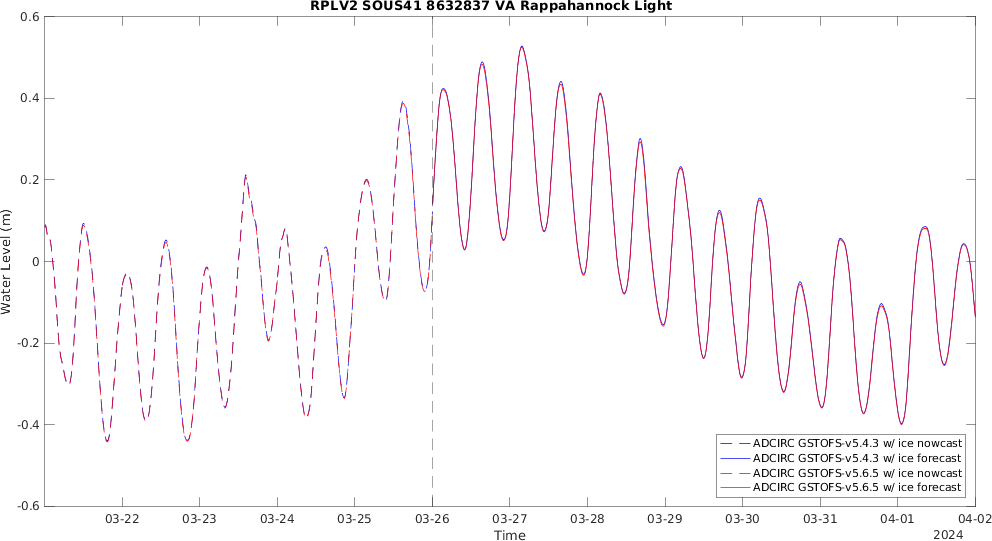 RPLV2 SOUS41 8632837 VA Rappahannock Light
0.6
0.4
0.2
0
-0.2
-0.4
-0.6
Water Level (m)
03-22 03-23 03-24 03-25 03-26 03-27 03-28 03-29 03-30 03-31 04-01 04-02
Time
2024
ADCIRC GSTOFS-v5.4.3 w/ ice nowcast
ADCIRC GSTOFS-v5.4.3 w/ ice forecast
ADCIRC GSTOFS-v5.6.5 w/ ice nowcast
ADCIRC GSTOFS-v5.6.5 w/ ice forecast